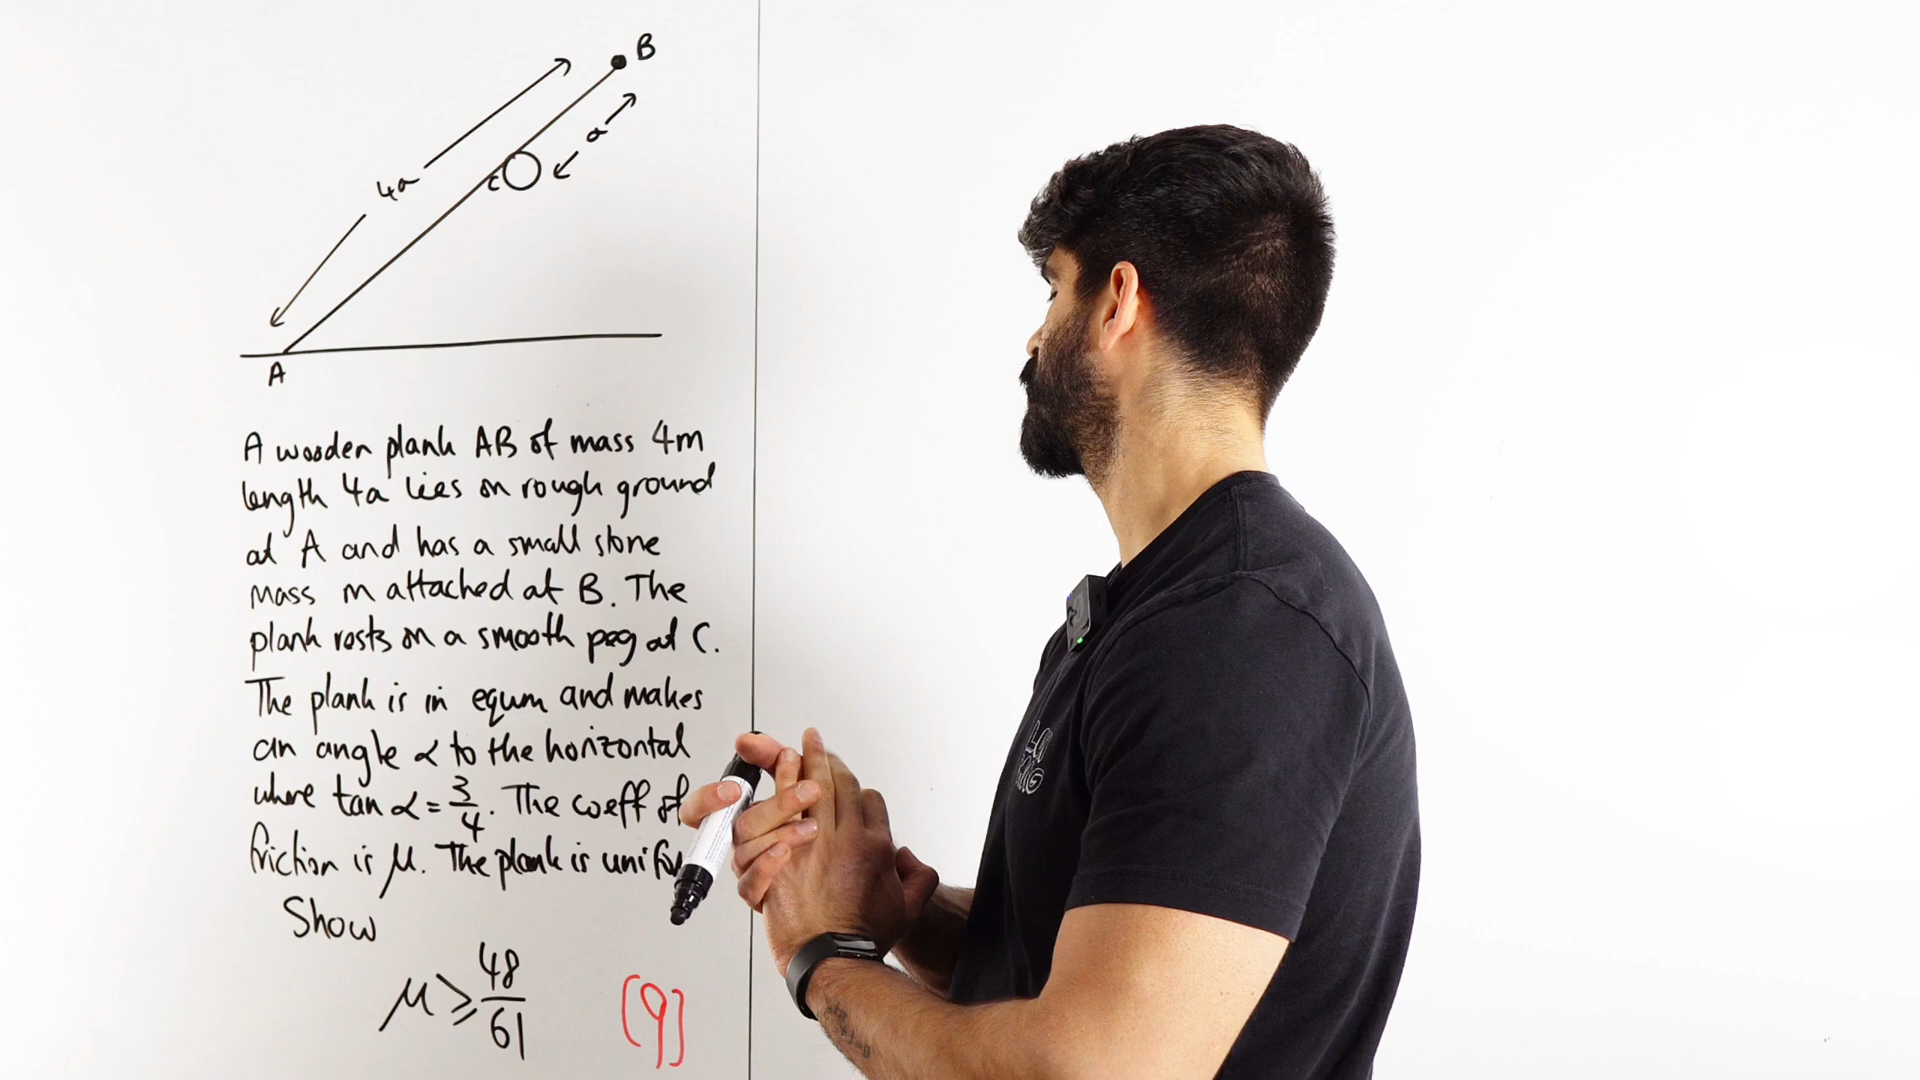 B
a
4a
C
A
A wooden plank AB of mass 4m
length 4a lies on rough ground
at A and has a small stone
mass m attached at B. The
plank rests on a smooth peg at C.
The plank is in equm and makes
an angle α to the horizontal
where tan α = 3/4. The coeff of
friction is μ. The plank is unifo
Show
μ ≥ 48/61
[9]